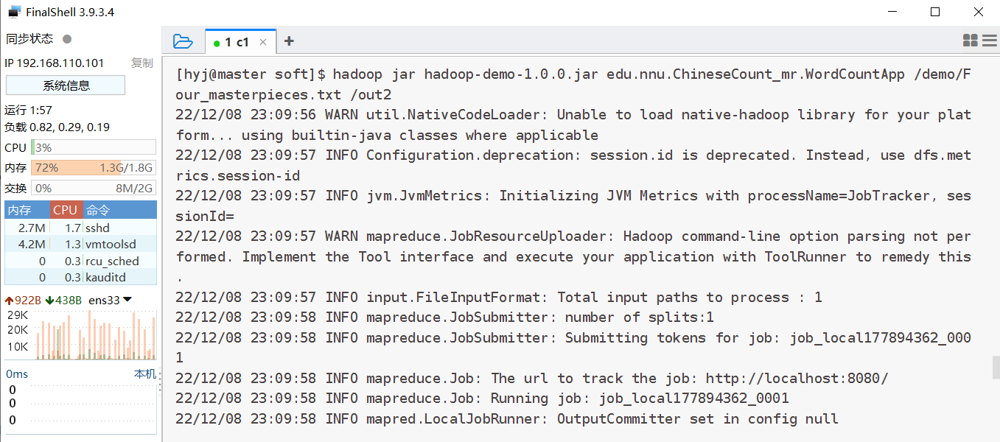 FinalShell 3.9.3.4
同步状态
IP 192.168.110.101 复制
系统信息
运行 1:57
负载 0.82, 0.29, 0.19
CPU 3%
内存 72% 1.3G/1.8G
交换 0% 8M/2G
内存 CPU 命令
2.7M 1.7 sshd
4.2M 1.3 vmtoolsd
0 0.3 rcu_sched
0 0.3 kauditd
922B 438B ens33
29K
20K
10K
0ms 本机
0
0
0
1 c1
[hyj@master soft]$ hadoop jar hadoop-demo-1.0.0.jar edu.nnu.ChineseCount_mr.WordCountApp /demo/F
our_masterpieces.txt /out2
22/12/08 23:09:56 WARN util.NativeCodeLoader: Unable to load native-hadoop library for your plat
form... using builtin-java classes where applicable
22/12/08 23:09:57 INFO Configuration.deprecation: session.id is deprecated. Instead, use dfs.met
rics.session-id
22/12/08 23:09:57 INFO jvm.JvmMetrics: Initializing JVM Metrics with processName=JobTracker, ses
sionId=
22/12/08 23:09:57 WARN mapreduce.JobResourceUploader: Hadoop command-line option parsing not per
formed. Implement the Tool interface and execute your application with ToolRunner to remedy this
.
22/12/08 23:09:57 INFO input.FileInputFormat: Total input paths to process : 1
22/12/08 23:09:58 INFO mapreduce.JobSubmitter: number of splits:1
22/12/08 23:09:58 INFO mapreduce.JobSubmitter: Submitting tokens for job: job_local177894362_000
1
22/12/08 23:09:58 INFO mapreduce.Job: The url to track the job: http://localhost:8080/
22/12/08 23:09:58 INFO mapreduce.Job: Running job: job_local177894362_0001
22/12/08 23:09:58 INFO mapred.LocalJobRunner: OutputCommitter set in config null